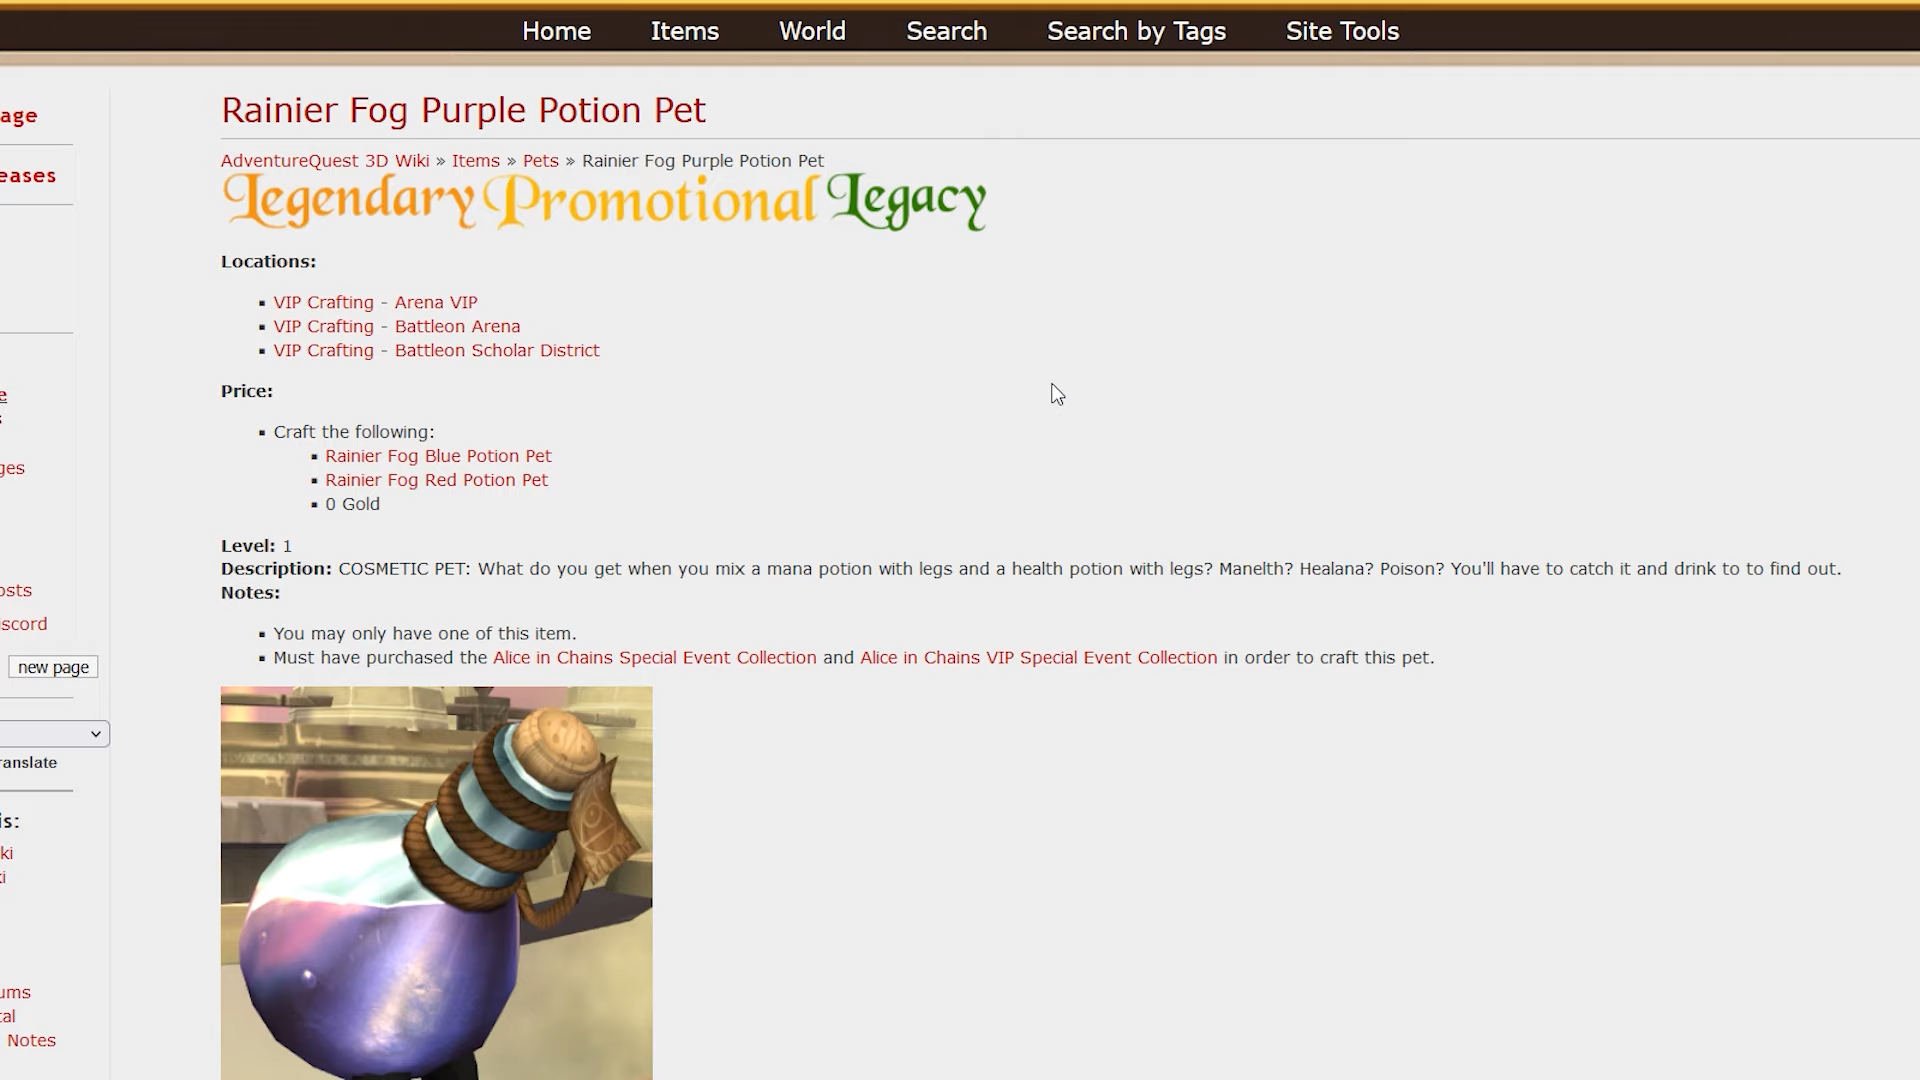 Home Items World Search Search by Tags Site Tools
Rainier Fog Purple Potion Pet
AdventureQuest 3D Wiki » Items » Pets » Rainier Fog Purple Potion Pet
Legendary Promotional Legacy
Locations:
VIP Crafting - Arena VIP
VIP Crafting - Battleon Arena
VIP Crafting - Battleon Scholar District
Price:
Craft the following:
Rainier Fog Blue Potion Pet
Rainier Fog Red Potion Pet
0 Gold
Level: 1
Description: COSMETIC PET: What do you get when you mix a mana potion with legs and a health potion with legs? Manelth? Healana? Poison? You'll have to catch it and drink to to find out.
Notes:
You may only have one of this item.
Must have purchased the Alice in Chains Special Event Collection and Alice in Chains VIP Special Event Collection in order to craft this pet.
age
eases
e
s
ges
osts
iscord
new page
ranslate
is:
ki
i
ums
tal
Notes